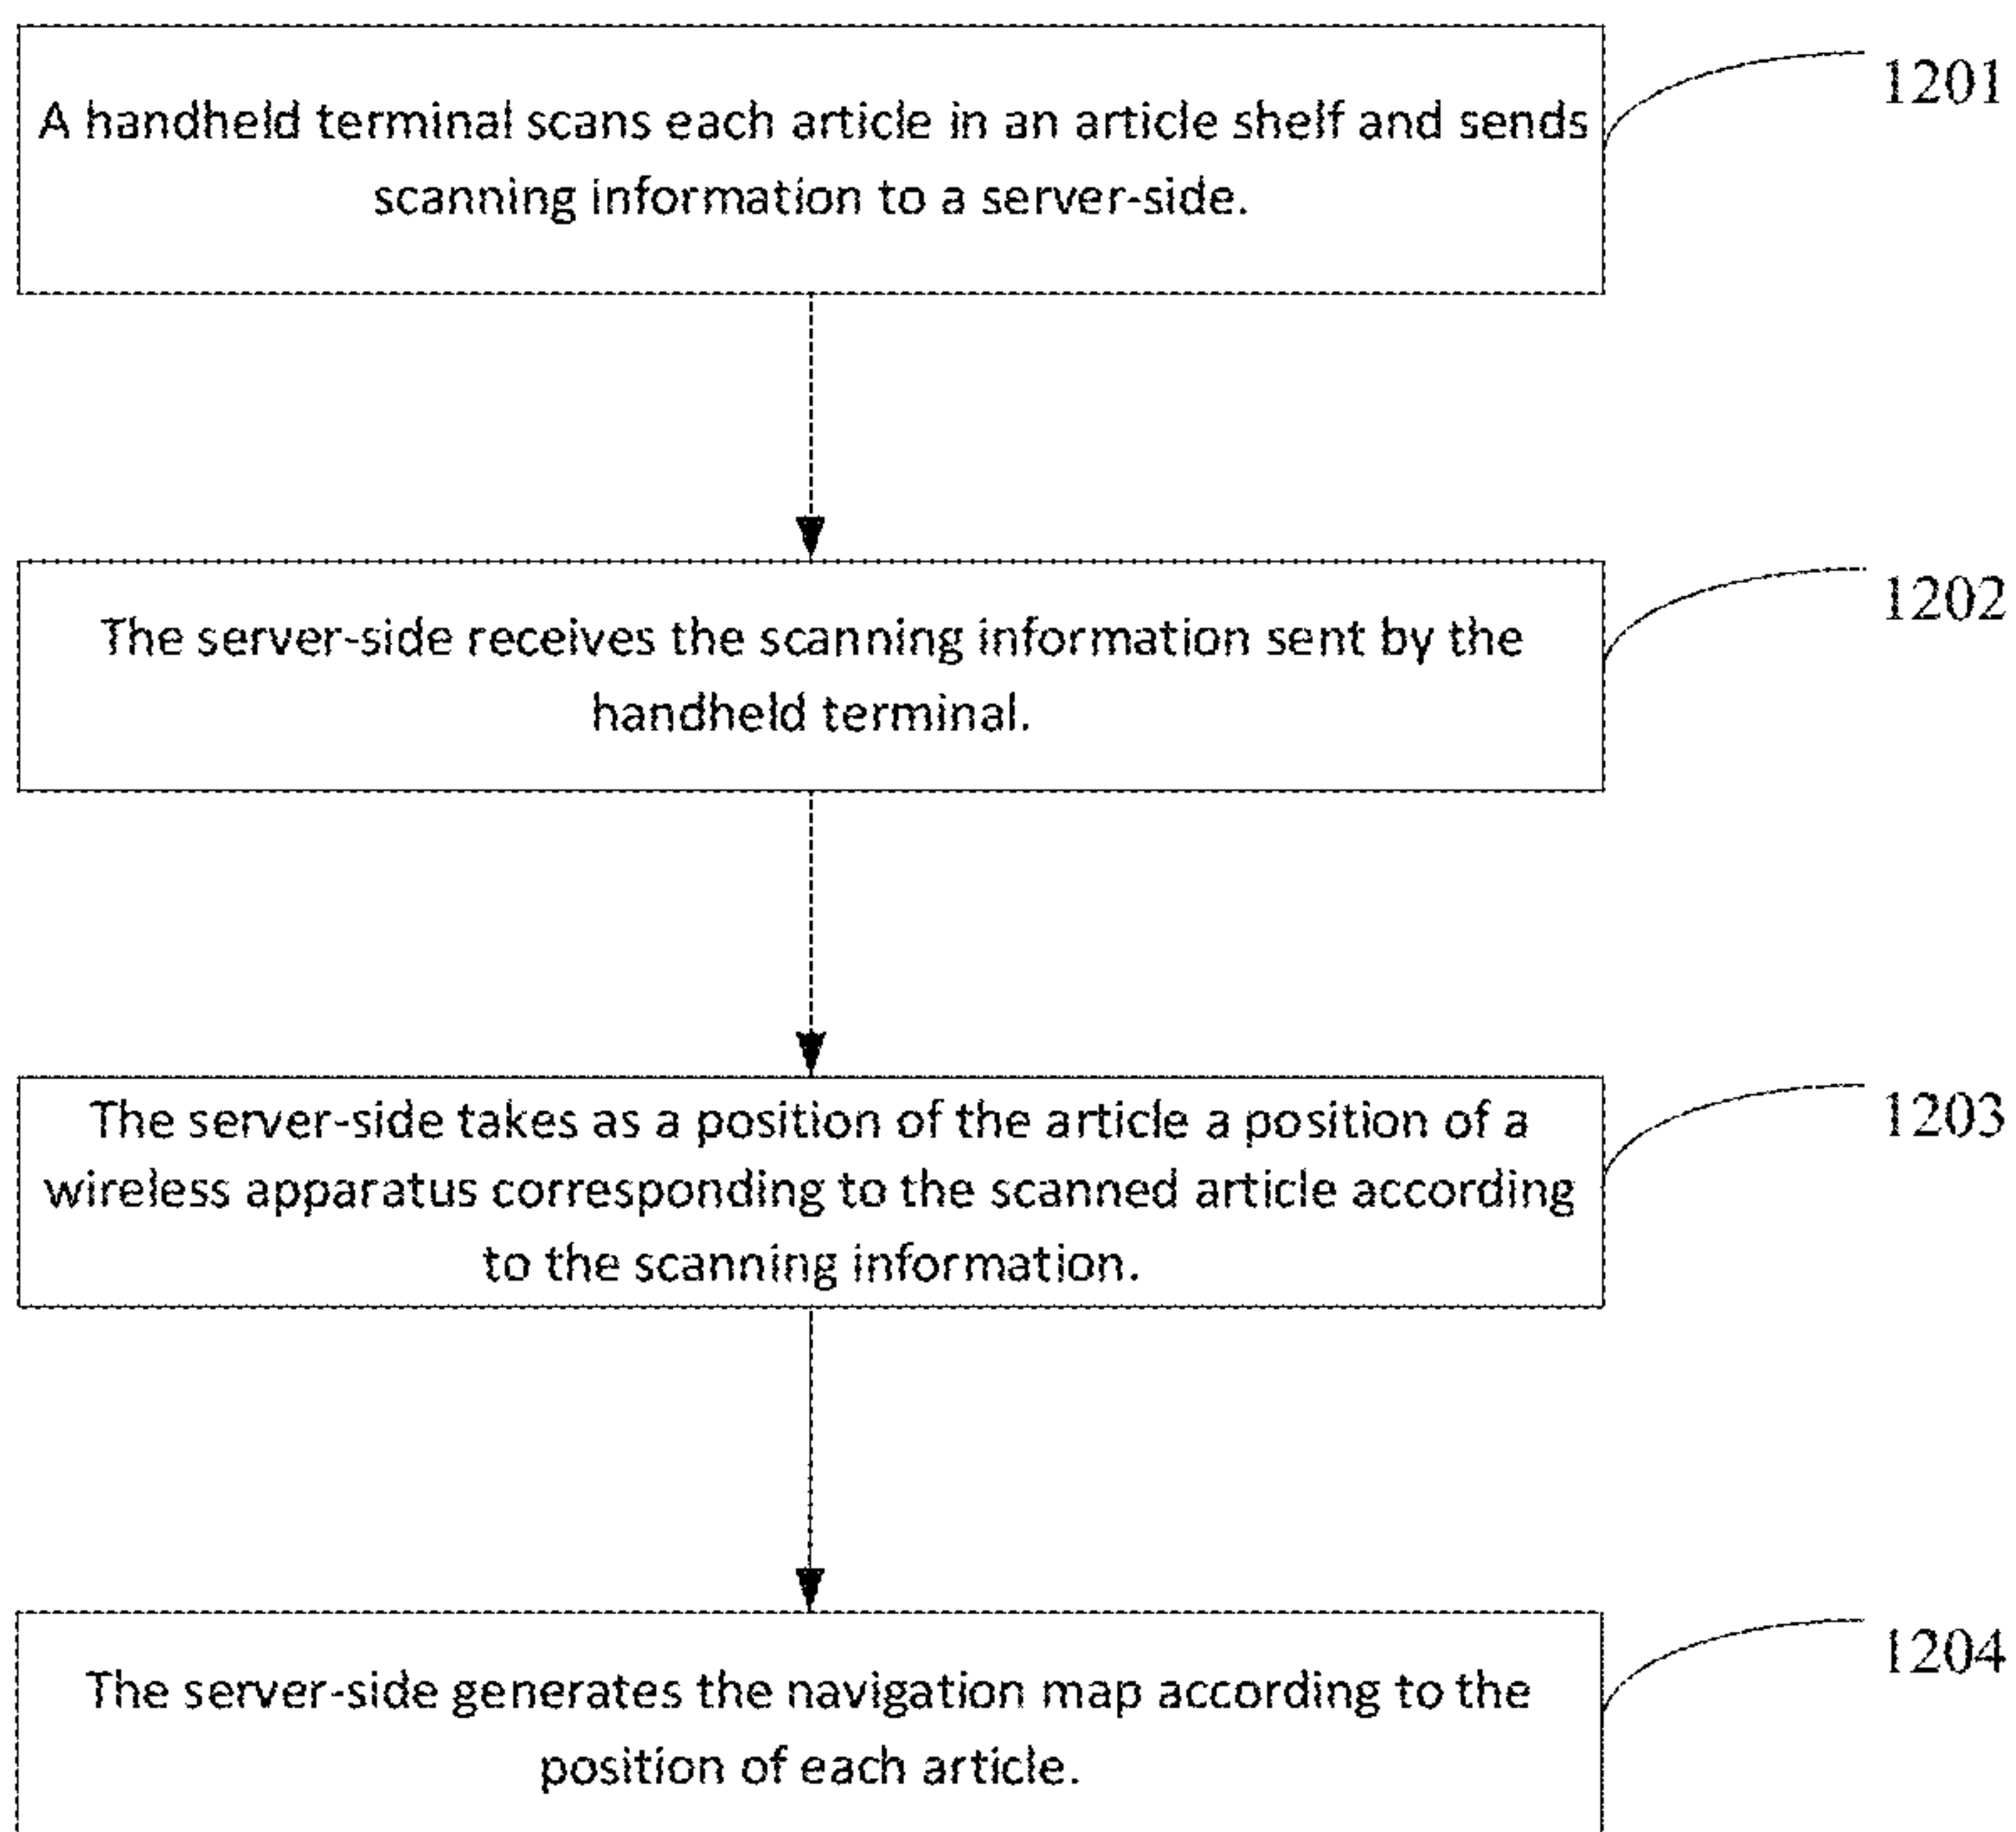 A handheld terminal scans each article in an article shelf and sends
scanning information to a server-side.
1201
The server-side receives the scanning information sent by the
handheld terminal.
1202
The server-side takes as a position of the article a position of a
wireless apparatus corresponding to the scanned article according
to the scanning information.
1203
The server-side generates the navigation map according to the
position of each article.
1204